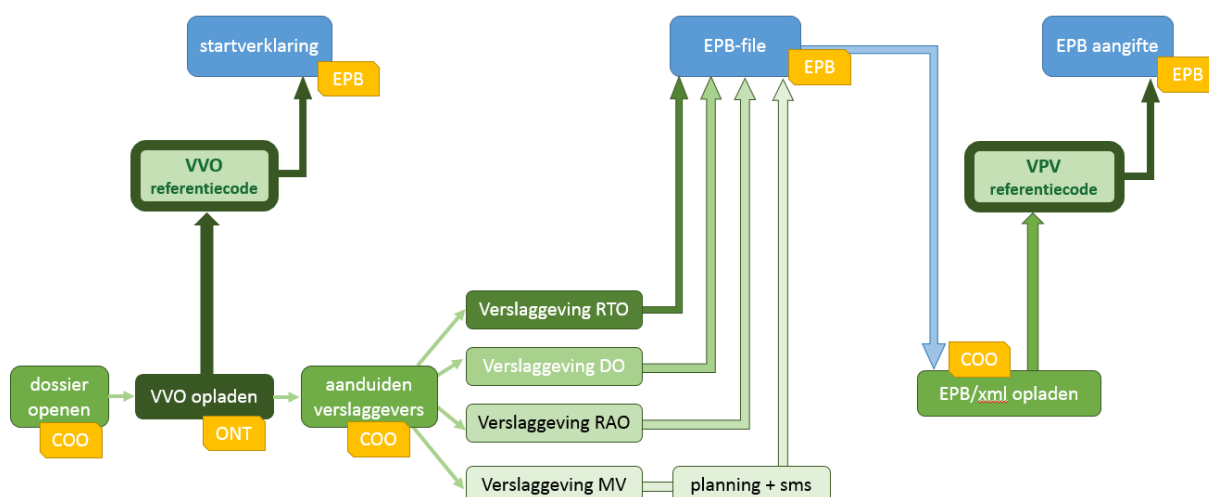 startverklaring
EPB
EPB-file
EPB
EPB aangifte
EPB
VVO
referentiecode
VPV
referentiecode
Verslaggeving RTO
Verslaggeving DO
Verslaggeving RAO
Verslaggeving MV
planning + sms
dossier
openen
COO
VVO opladen
ONT
aanduiden
verslaggevers
COO
COO
EPB/xml opladen